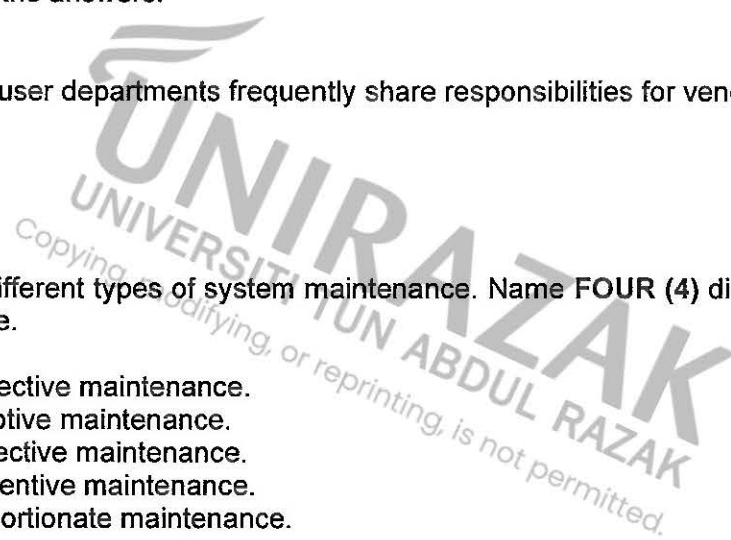 the answers.
user departments frequently share responsibilities for ven
UNIRAZAK
UNIVERSITI TUN ABDUL RAZAK
Copying, modifying, or reprinting, is not permitted.
ifferent types of system maintenance. Name FOUR (4) di
e.
ective maintenance.
ptive maintenance.
ective maintenance.
entive maintenance.
ortionate maintenance.